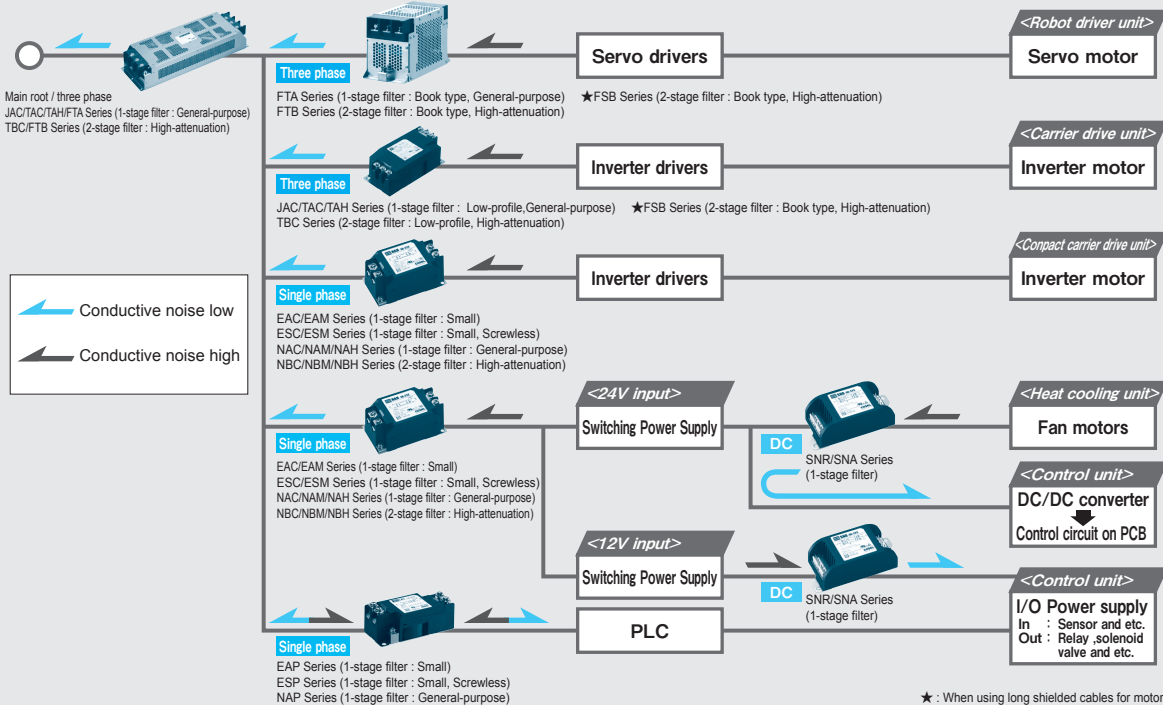 <Robot driver unit>
Servo drivers
Servo motor
Three phase
Main root / three phase
JAC/TAC/TAH/FTA Series (1-stage filter : General-purpose)
TBC/FTB Series (2-stage filter : High-attenuation)
FTA Series (1-stage filter : Book type, General-purpose)
★FSB Series (2-stage filter : Book type, High-attenuation)
FTB Series (2-stage filter : Book type, High-attenuation)
<Carrier drive unit>
Inverter drivers
Inverter motor
Three phase
JAC/TAC/TAH Series (1-stage filter : Low-profile,General-purpose)
★FSB Series (2-stage filter : Book type, High-attenuation)
TBC Series (2-stage filter : Low-profile, High-attenuation)
<Conpact carrier drive unit>
Inverter drivers
Inverter motor
Single phase
EAC/EAM Series (1-stage filter : Small)
ESC/ESM Series (1-stage filter : Small, Screwless)
NAC/NAM/NAH Series (1-stage filter : General-purpose)
NBC/NBM/NBH Series (2-stage filter : High-attenuation)
Conductive noise low
Conductive noise high
<24V input>
Switching Power Supply
<Heat cooling unit>
Fan motors
Single phase
EAC/EAM Series (1-stage filter : Small)
ESC/ESM Series (1-stage filter : Small, Screwless)
NAC/NAM/NAH Series (1-stage filter : General-purpose)
NBC/NBM/NBH Series (2-stage filter : High-attenuation)
DC
SNR/SNA Series
(1-stage filter)
<Control unit>
DC/DC converter
Control circuit on PCB
<12V input>
Switching Power Supply
DC
SNR/SNA Series
(1-stage filter)
<Control unit>
I/O Power supply
In : Sensor and etc.
Out : Relay ,solenoid
valve and etc.
PLC
Single phase
EAP Series (1-stage filter : Small)
ESP Series (1-stage filter : Small, Screwless)
NAP Series (1-stage filter : General-purpose)
★ : When using long shielded cables for motor